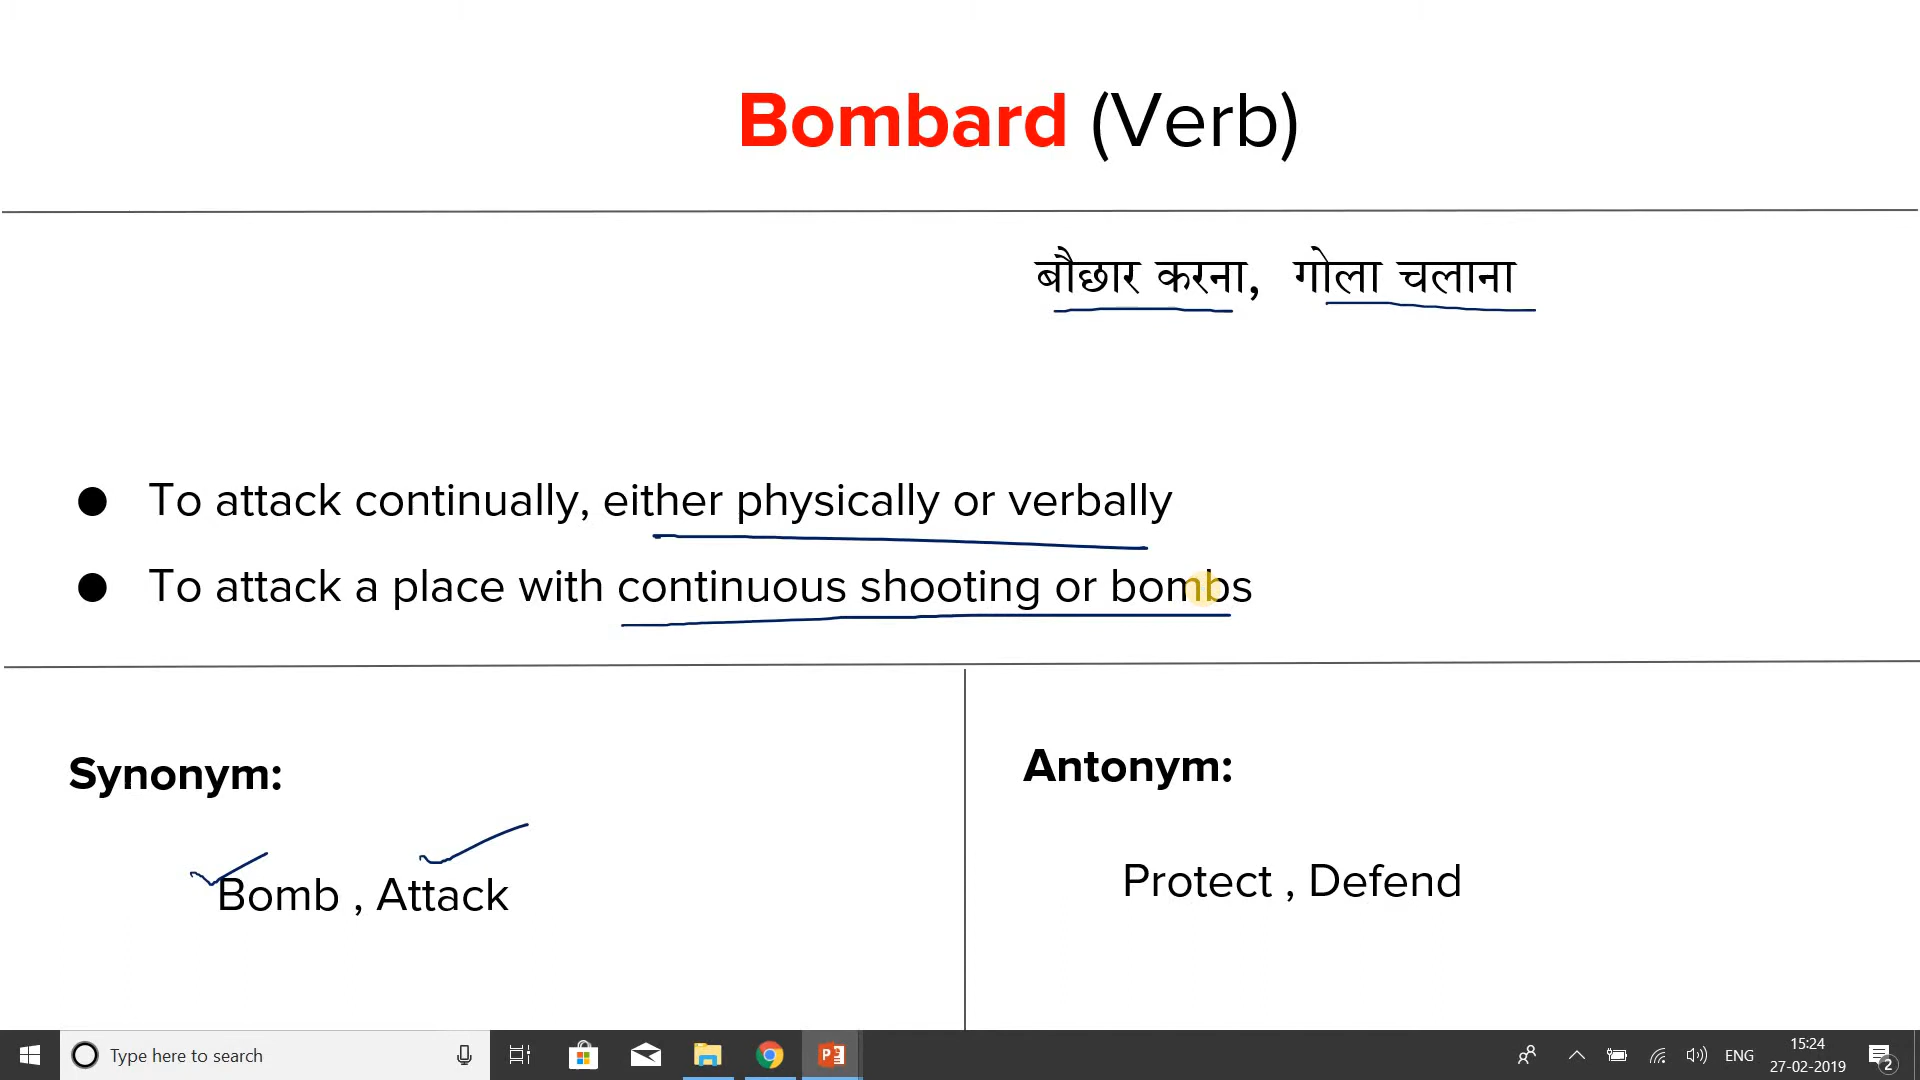 Bombard (Verb)
बौछार करना, गोला चलाना
● To attack continually, either physically or verbally
● To attack a place with continuous shooting or bombs
Synonym:
Bomb , Attack
Antonym:
Protect , Defend
Type here to search
ENG
15:24
27-02-2019
2